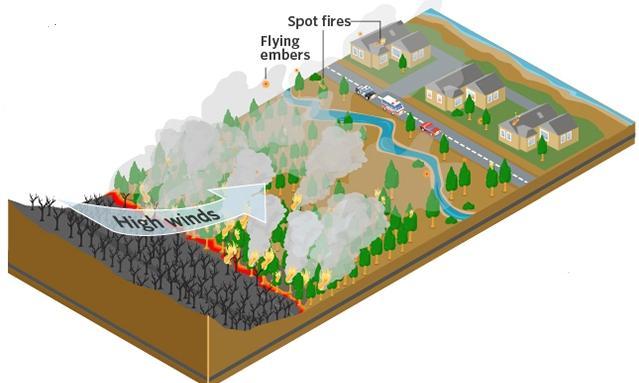 Spot fires
Flying
embers
High winds